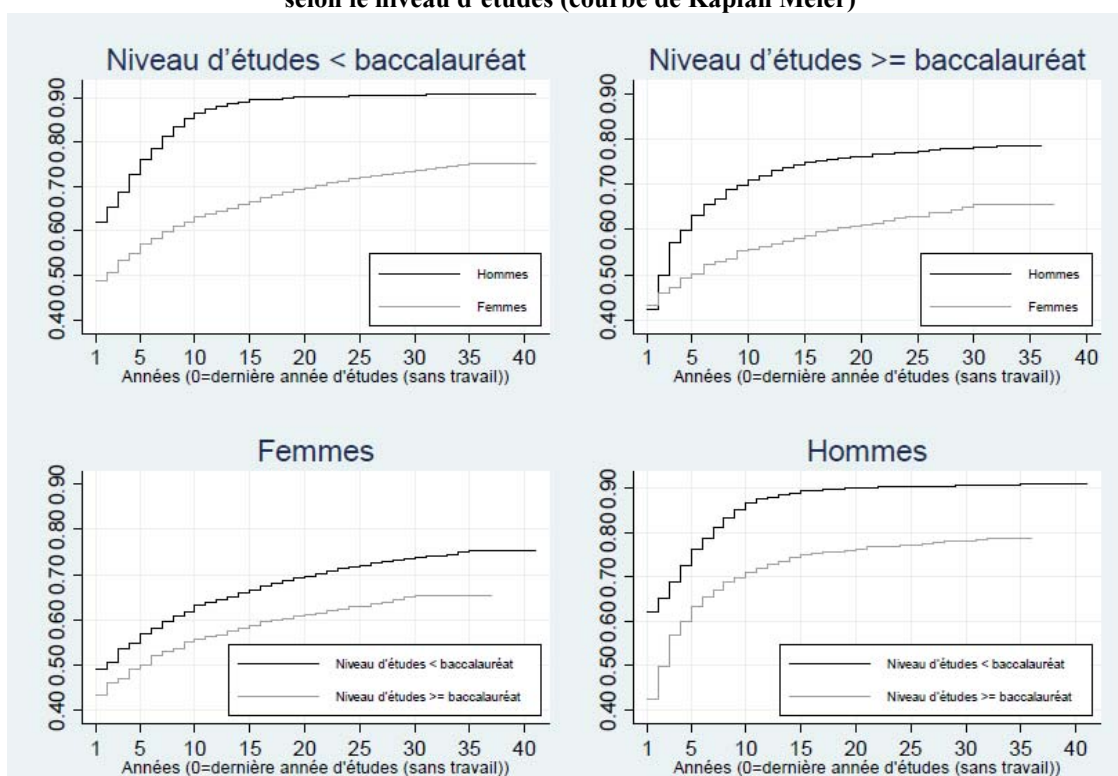 selon le niveau d'études (courbe de Kaplan Meier)
Niveau d'études < baccalauréat
0.40 0.50 0.60 0.70 0.80 0.90
Hommes
Femmes
1 5 10 15 20 25 30 35 40
Années (0=dernière année d'études (sans travail))
Niveau d'études >= baccalauréat
0.40 0.50 0.60 0.70 0.80 0.90
Hommes
Femmes
1 5 10 15 20 25 30 35 40
Années (0=dernière année d'études (sans travail))
Femmes
0.40 0.50 0.60 0.70 0.80 0.90
Niveau d'études < baccalauréat
Niveau d'études >= baccalauréat
1 5 10 15 20 25 30 35 40
Années (0=dernière année d'études (sans travail))
Hommes
0.40 0.50 0.60 0.70 0.80 0.90
Niveau d'études < baccalauréat
Niveau d'études >= baccalauréat
1 5 10 15 20 25 30 35 40
Années (0=dernière année d'études (sans travail))